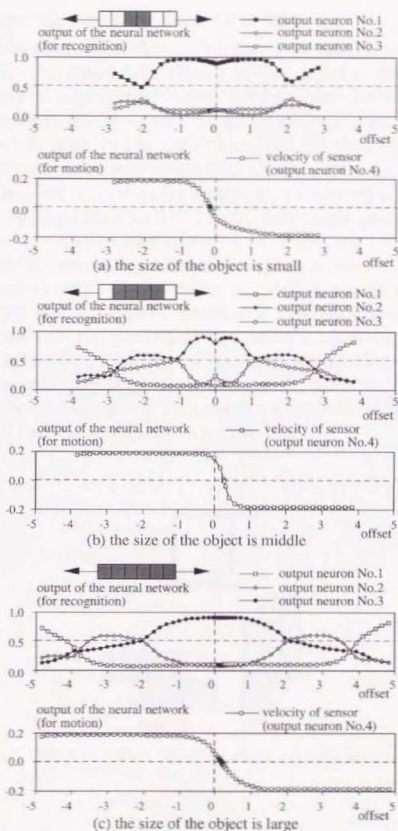 output of the neural network
(for recognition)
output neuron No.1
output neuron No.2
output neuron No.3
1.0
0.5
0.0
-5 -4 -3 -2 -1 0 1 2 3 4 5
offset
output of the neural network
(for motion)
velocity of sensor
(output neuron No.4)
0.2
0.0
-0.2
-5 -4 -3 -2 -1 0 1 2 3 4 5
offset
(a) the size of the object is small
output of the neural network
(for recognition)
output neuron No.1
output neuron No.2
output neuron No.3
1.0
0.5
0.0
-5 -4 -3 -2 -1 0 1 2 3 4 5
offset
output of the neural network
(for motion)
velocity of sensor
(output neuron No.4)
0.2
0.0
-0.2
-5 -4 -3 -2 -1 0 1 2 3 4 5
offset
(b) the size of the object is middle
output of the neural network
(for recognition)
output neuron No.1
output neuron No.2
output neuron No.3
1.0
0.5
0.0
-5 -4 -3 -2 -1 0 1 2 3 4 5
offset
output of the neural network
(for motion)
velocity of sensor
(output neuron No.4)
0.2
0.0
-0.2
-5 -4 -3 -2 -1 0 1 2 3 4 5
offset
(c) the size of the object is large